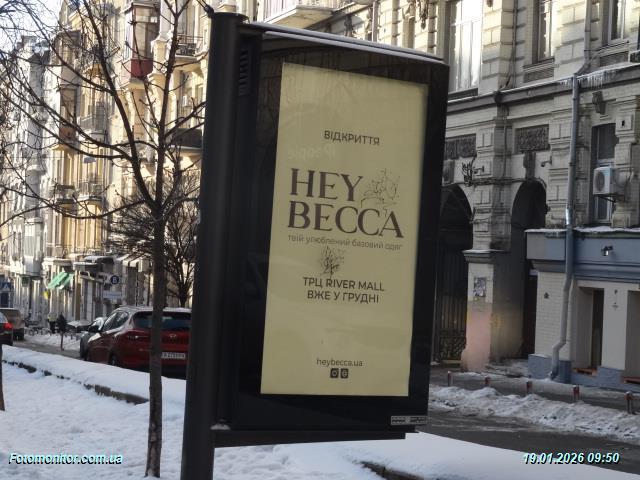 ВІДКРИТТЯ
HEY
BECCA
твій улюблений базовий одяг
ТРЦ RIVER MALL
ВЖЕ У ГРУДНІ
heybecca.ua
Fotomonitor.com.ua
19.01.2026 09:50